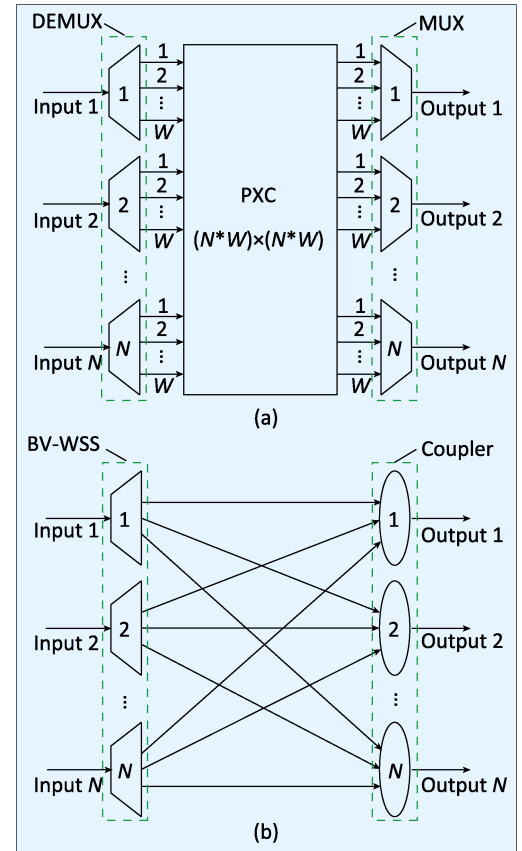 DEMUX
MUX
Input 1
1
1
2
...
W
PXC
(N*W)×(N*W)
1
2
...
W
1
Output 1
Input 2
2
1
2
...
W
1
2
...
W
2
Output 2
...
...
Input N
N
1
2
...
W
1
2
...
W
N
Output N
(a)
BV-WSS
Coupler
Input 1
1
1
Output 1
Input 2
2
2
Output 2
...
...
Input N
N
N
Output N
(b)